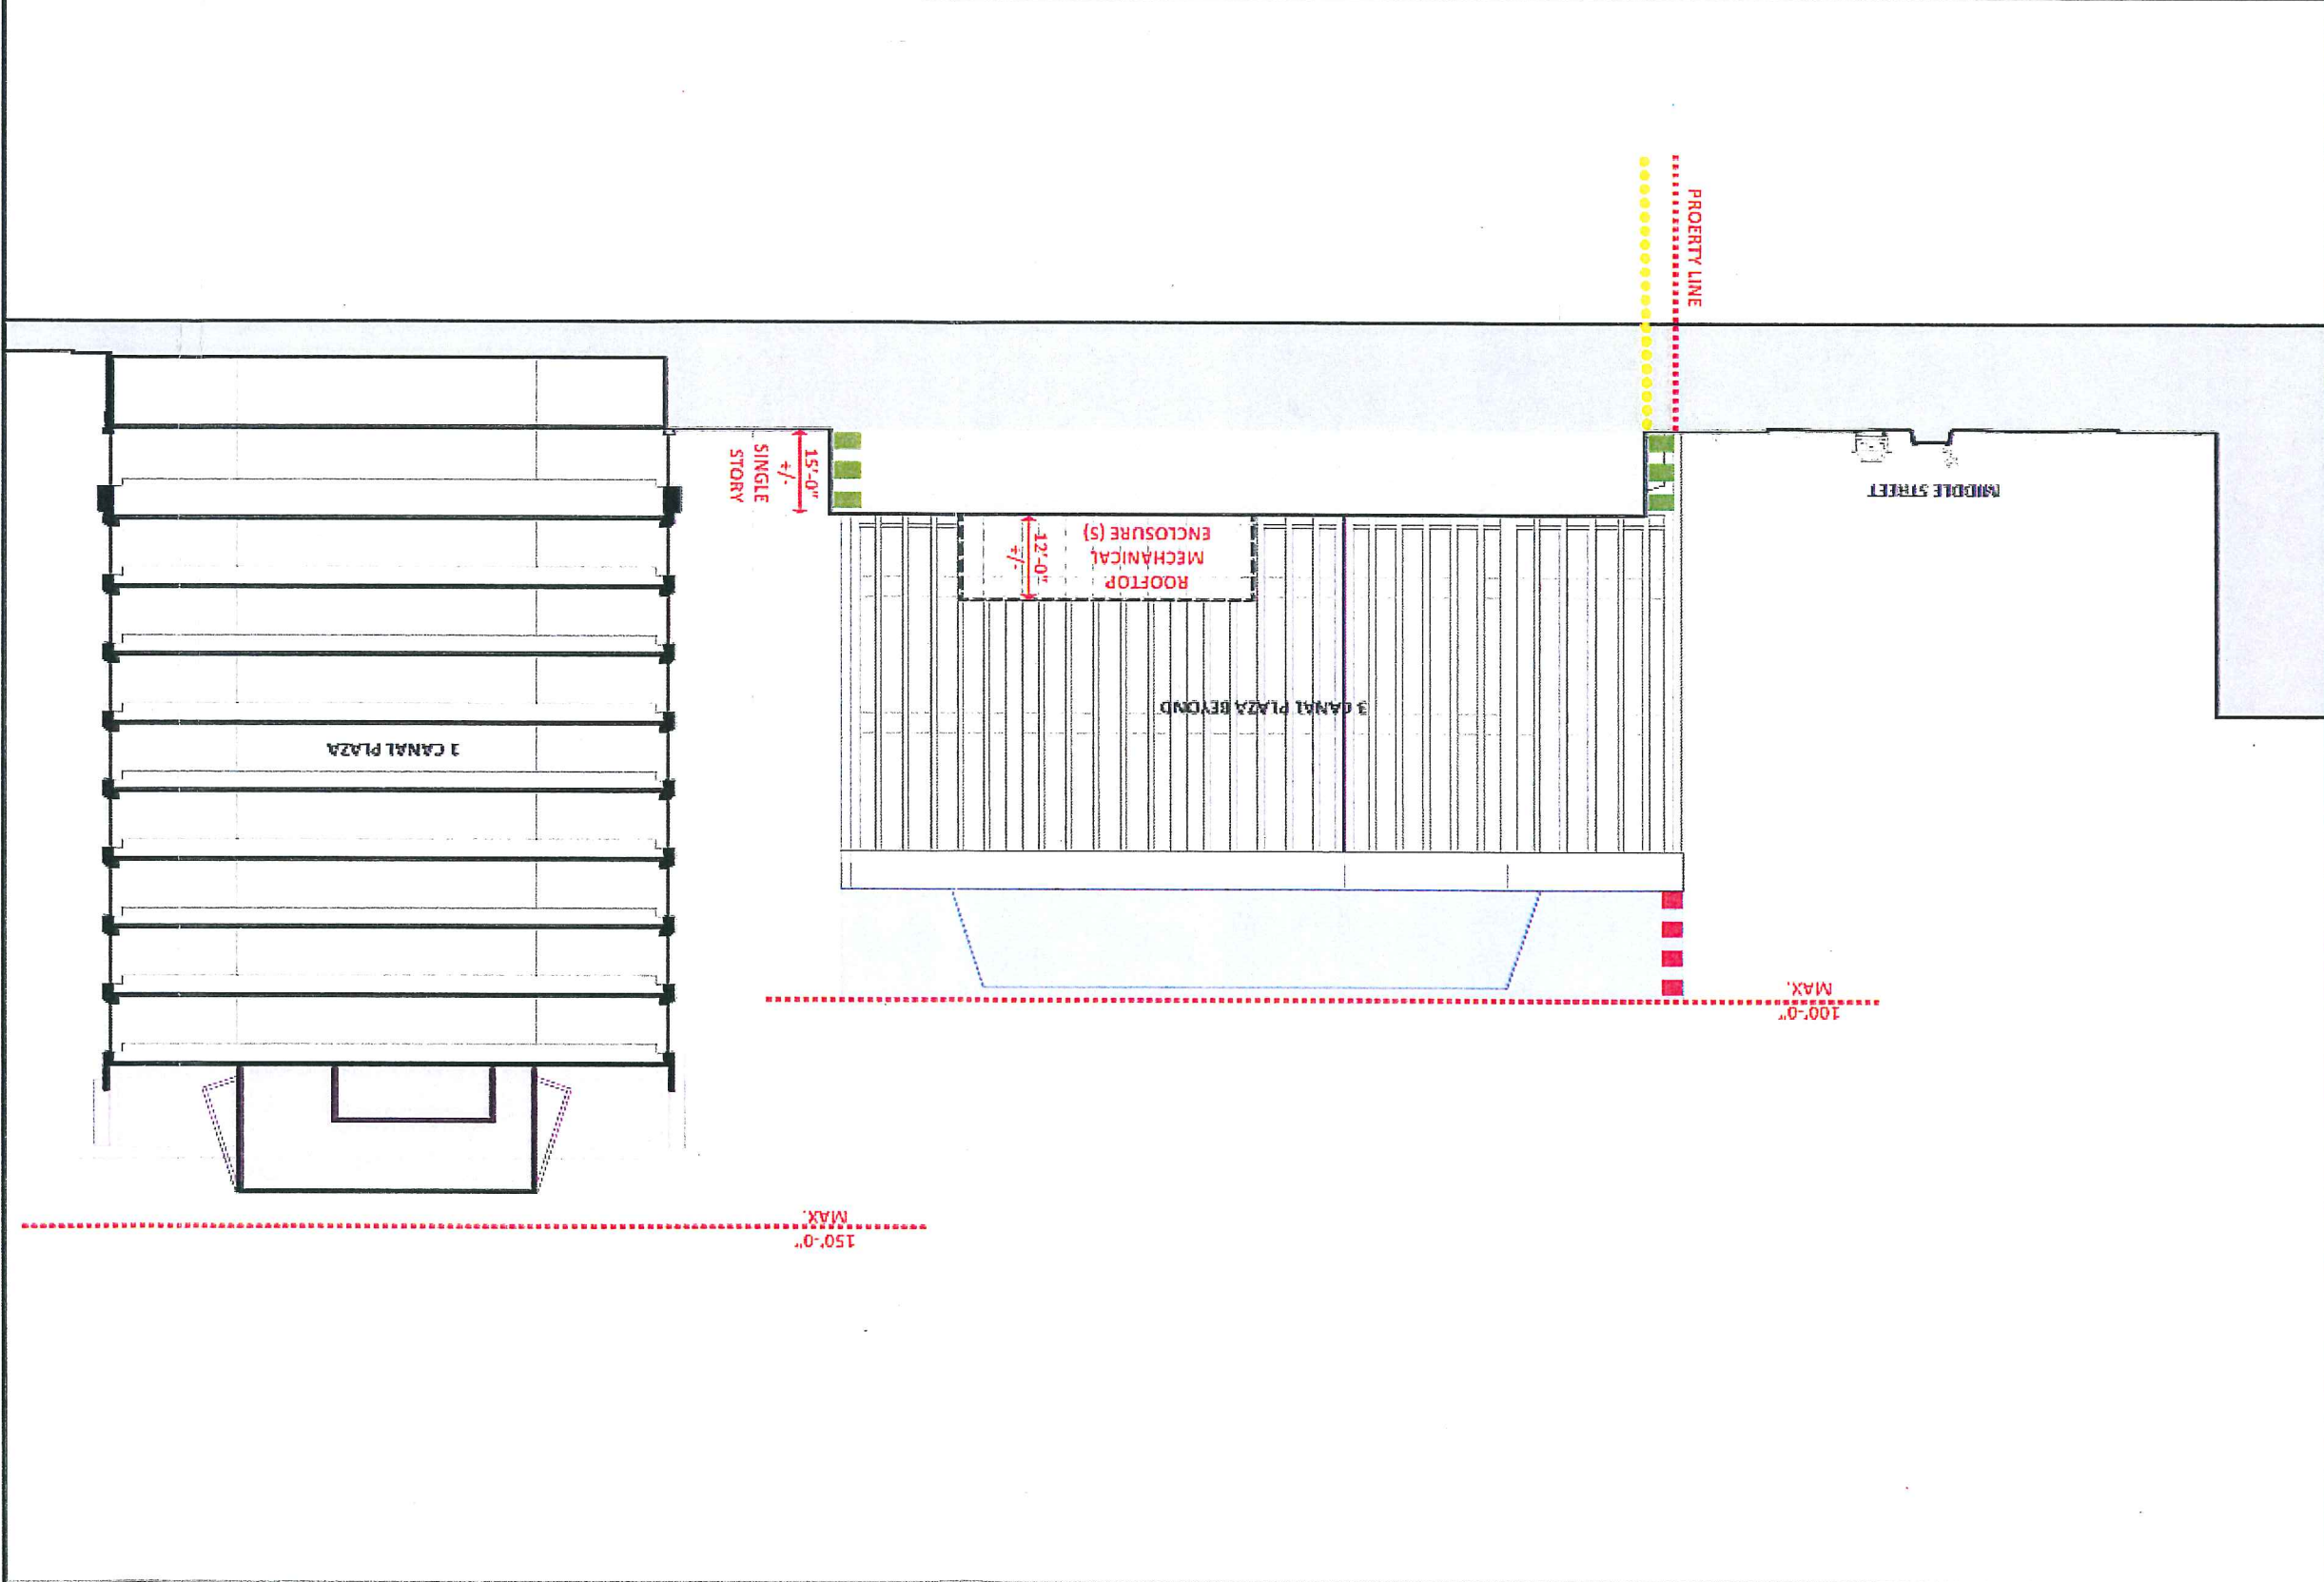 150'-0"
MAX.
100'-0"
MAX.
1 CANAL PLAZA
3 CANAL PLAZA BEYOND
ROOFTOP
MECHANICAL
ENCLOSURE (S)
12'-0"
+/-
15'-0"
+/-
SINGLE
STORY
MIDDLE STREET
PROERTY LINE